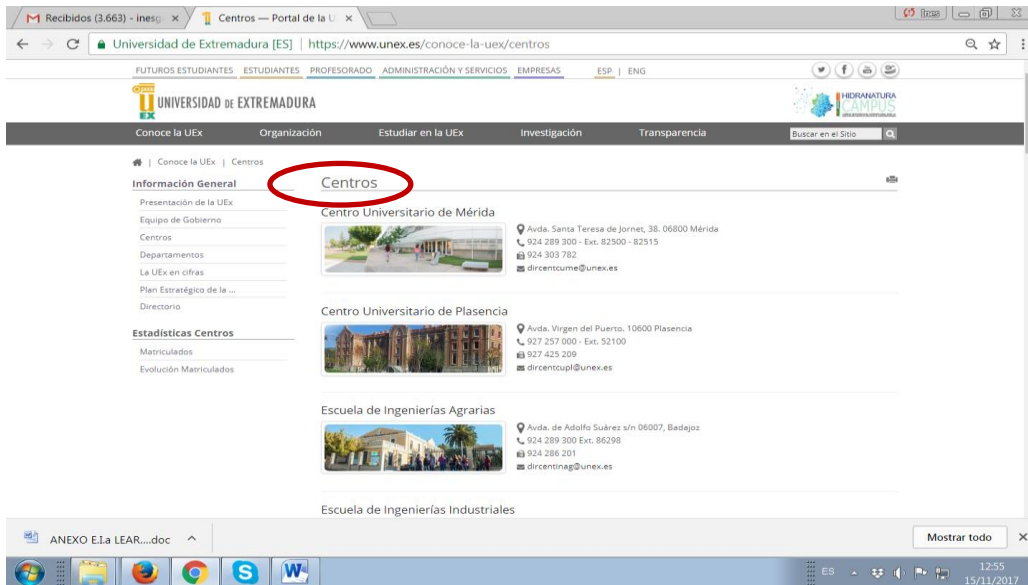 Recibidos (3.663) - inesg
Centros — Portal de la U
Universidad de Extremadura [ES] | https://www.unex.es/conoce-la-uex/centros
FUTUROS ESTUDIANTES ESTUDIANTES PROFESORADO ADMINISTRACIÓN Y SERVICIOS EMPRESAS ESP | ENG
UNIVERSIDAD DE EXTREMADURA
EX
HIDRANATURA
CAMPUS
Conoce la UEx Organización Estudiar en la UEx Investigación Transparencia Buscar en el Sitio
| Conoce la UEx | Centros
Información General
Presentación de la UEx
Equipo de Gobierno
Centros
Departamentos
La UEx en cifras
Plan Estratégico de la ...
Directorio
Estadísticas Centros
Matriculados
Evolución Matriculados
Centros
Centro Universitario de Mérida
Avda. Santa Teresa de Jornet, 38. 06800 Mérida
924 289 300 - Ext. 82500 - 82515
924 303 782
dircentcume@unex.es
Centro Universitario de Plasencia
Avda. Virgen del Puerto. 10600 Plasencia
927 257 000 - Ext. 52100
927 425 209
dircentcupl@unex.es
Escuela de Ingenierías Agrarias
Avda. de Adolfo Suárez s/n 06007, Badajoz
924 289 300 Ext. 86298
924 286 201
dircentinag@unex.es
Escuela de Ingenierías Industriales
ANEXO E.I.a LEAR....doc
Mostrar todo
ES
12:55
15/11/2017